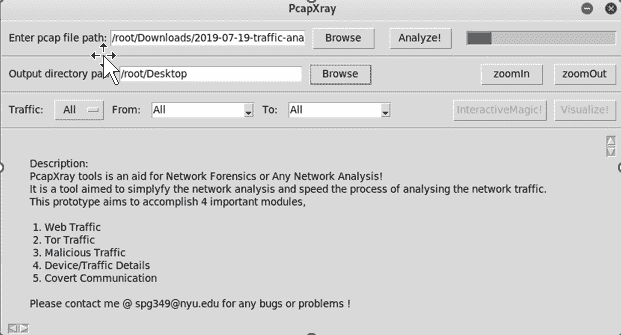 PcapXray
Enter pcap file path: /root/Downloads/2019-07-19-traffic-ana Browse Analyze!
Output directory pa /root/Desktop Browse zoomIn zoomOut
Traffic: All From: All To: All InteractiveMagic! Visualize!
Description:
PcapXray tools is an aid for Network Forensics or Any Network Analysis!
It is a tool aimed to simplyfy the network analysis and speed the process of analysing the network traffic.
This prototype aims to accomplish 4 important modules,
1. Web Traffic
2. Tor Traffic
3. Malicious Traffic
4. Device/Traffic Details
5. Covert Communication
Please contact me @ spg349@nyu.edu for any bugs or problems !